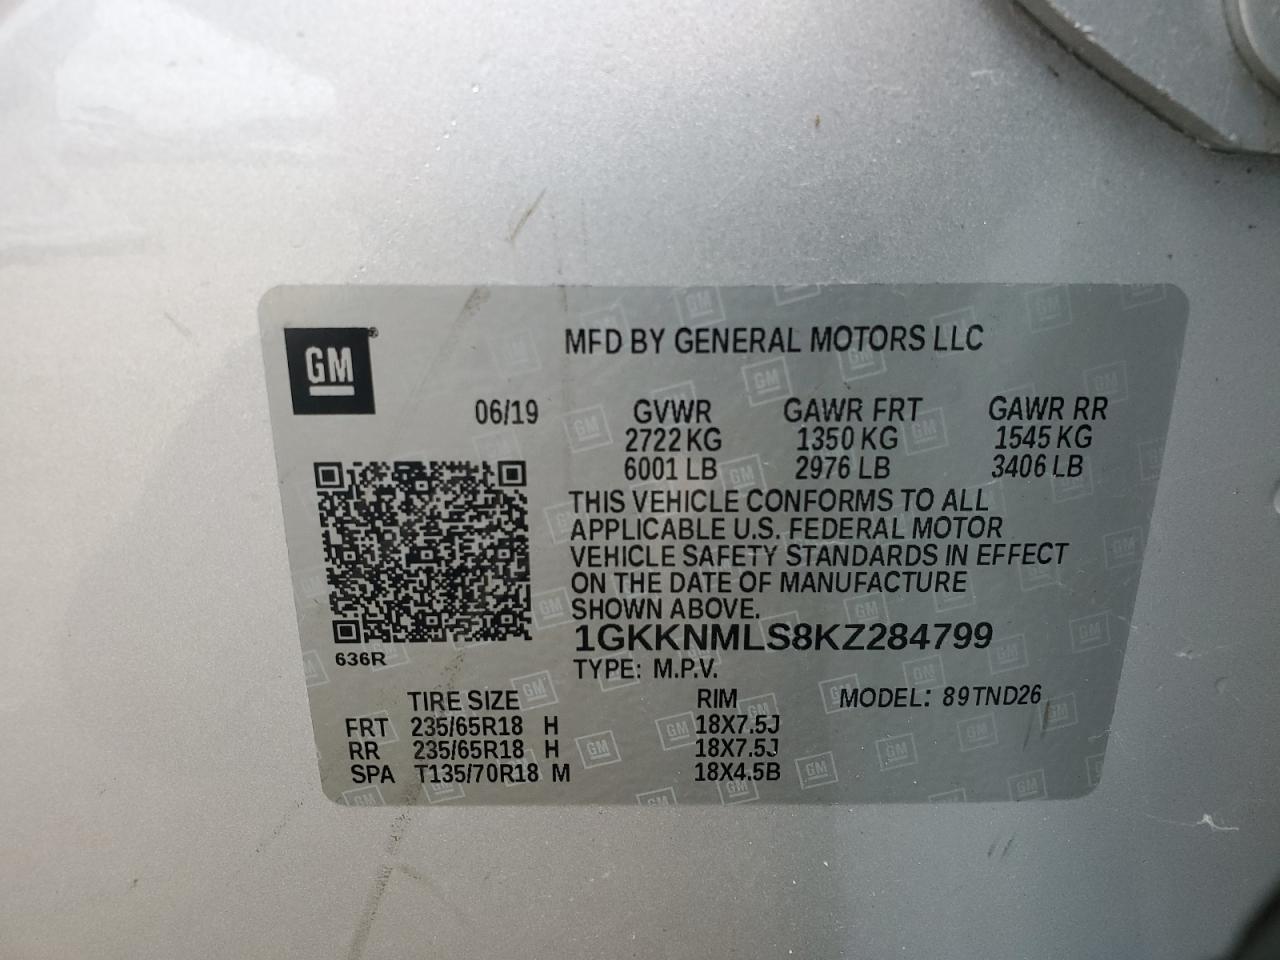 GM ®
MFD BY GENERAL MOTORS LLC
06/19 GVWR GAWR FRT GAWR RR
2722 KG 1350 KG 1545 KG
6001 LB 2976 LB 3406 LB
THIS VEHICLE CONFORMS TO ALL
APPLICABLE U.S. FEDERAL MOTOR
VEHICLE SAFETY STANDARDS IN EFFECT
ON THE DATE OF MANUFACTURE
SHOWN ABOVE.
1GKKNMLS8KZ284799
636R
TYPE: M.P.V.
TIRE SIZE RIM MODEL: 89TND26
FRT 235/65R18 H 18X7.5J
RR 235/65R18 H 18X7.5J
SPA T135/70R18 M 18X4.5B